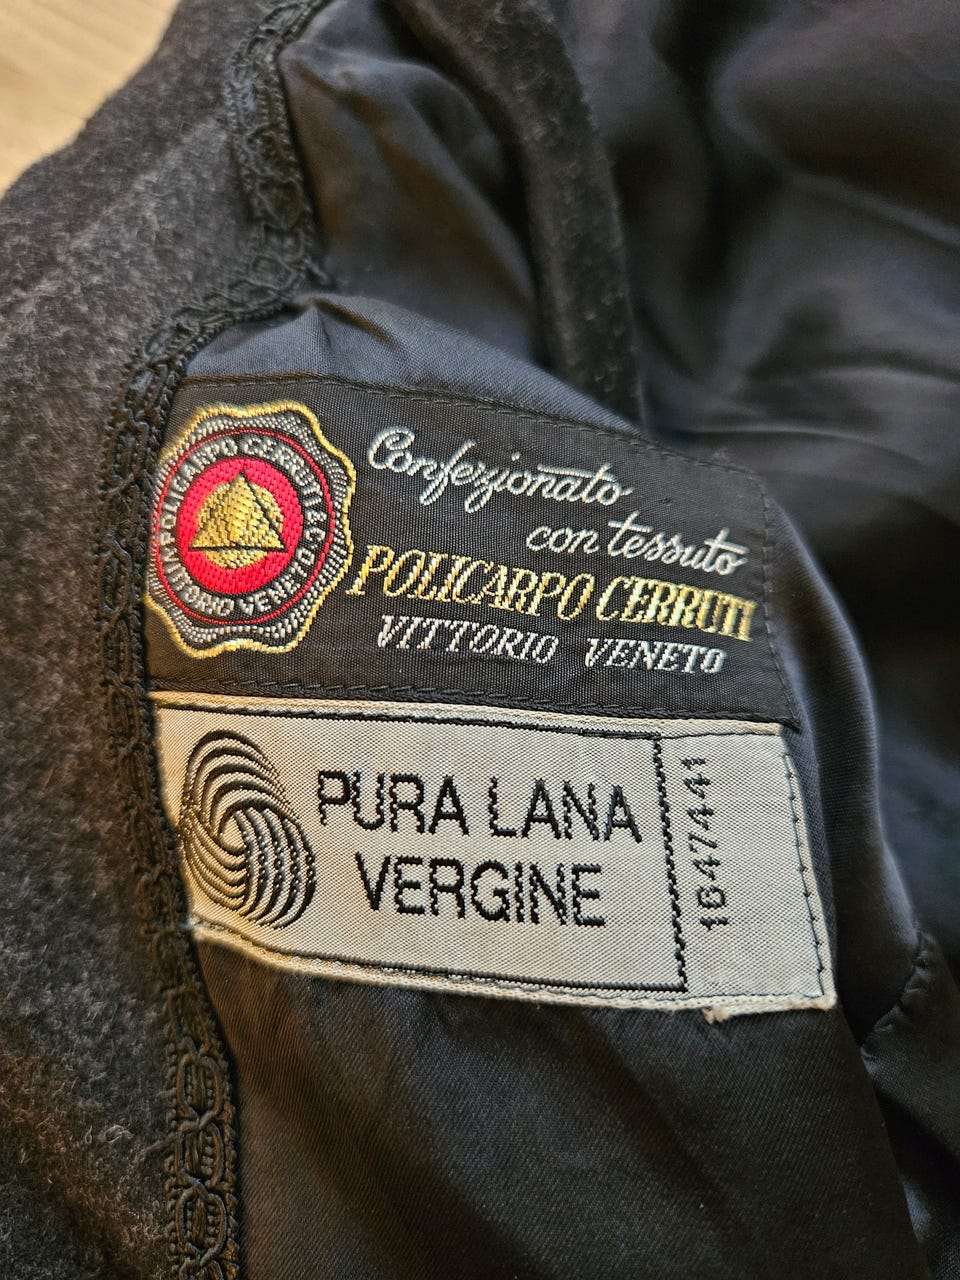 Confezionato
con tessuto
POLICARPO CERRUTI
VITTORIO VENETO
PURA LANA
VERGINE
1647441